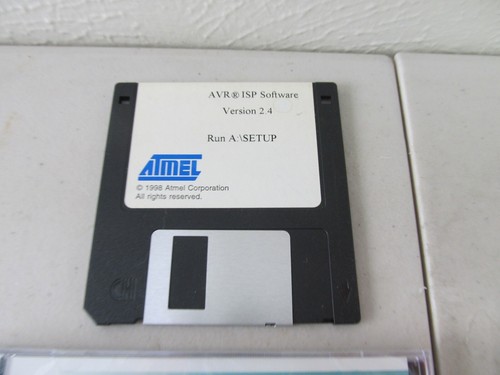 AVR® ISP Software
Version 2.4
Run A:\SETUP
ATMEL
© 1998 Atmel Corporation
All rights reserved.